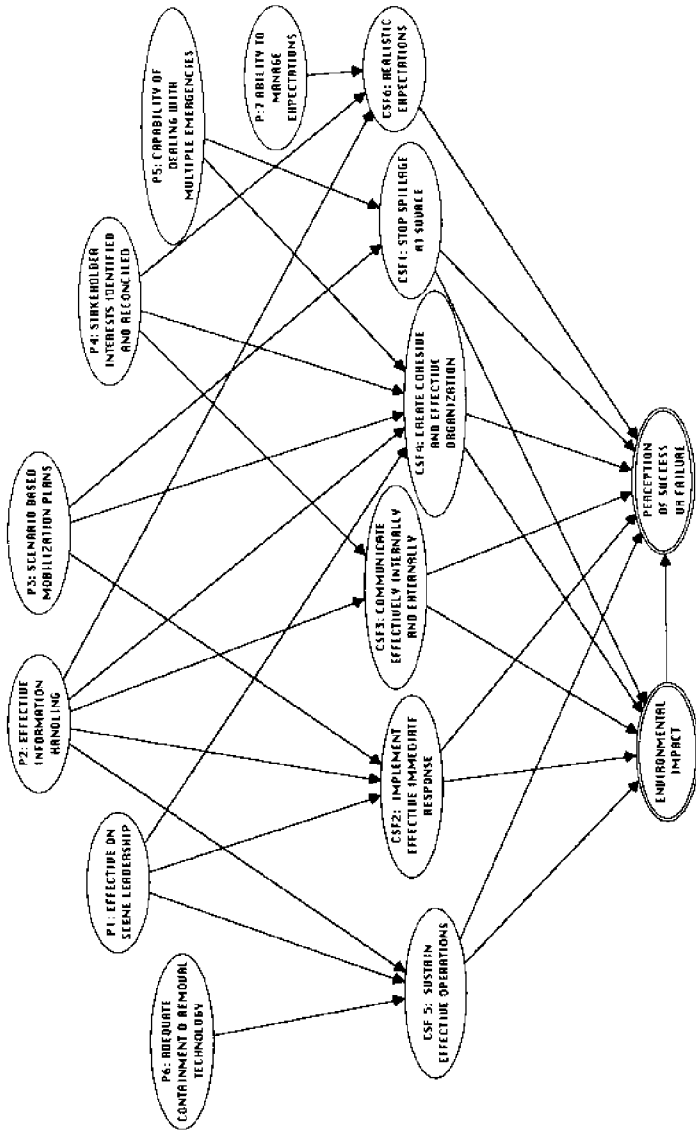 P6: ADEQUATE
CONTAINMENT & REMOVAL
TECHNOLOGY
P1: EFFECTIVE ON
SCENE LEADERSHIP
P2: EFFECTIVE
INFORMATION
HANDLING
P3: SCENARIO BASED
MOBILIZATION PLANS
P4: STAKEHOLDER
INTERESTS IDENTIFIED
AND RECONCILED
P5: CAPABILITY OF
DEALING WITH
MULTIPLE EMERGENCIES
P:7 ABILITY TO
MANAGE
EXPECTATIONS
CSF 5: SUSTAIN
EFFECTIVE OPERATIONS
CSF2: IMPLEMENT
EFFECTIVE IMMEDIATE
RESPONSE
CSF3: COMMUNICATE
EFFECTIVELY INTERNALLY
AND EXTERNALLY
CSF4: CREATE COHESIVE
AND EFFECTIVE
ORGANIZATION
CSF1: STOP SPILLAGE
AT SOURCE
CSF6: REALISTIC
EXPECTATIONS
ENVIRONMENTAL
IMPACT
PERCEPTION
OF SUCCESS
OR FAILURE